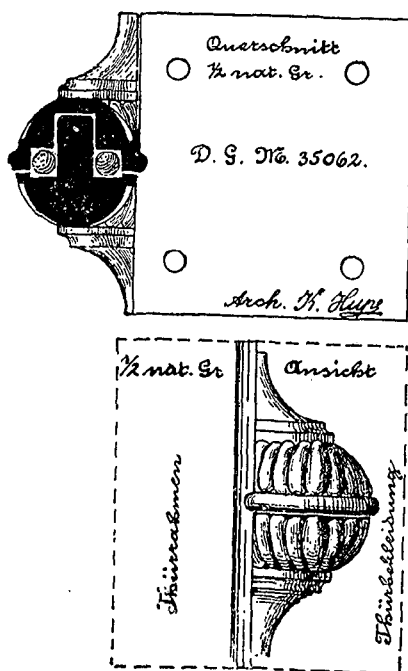 Querschnitt
½ nat. Gr.
D. G. M. 35062.
Arch. K. Hupe
½ nat. Gr
Ansicht
Thürrahmen
Thürbekleidung